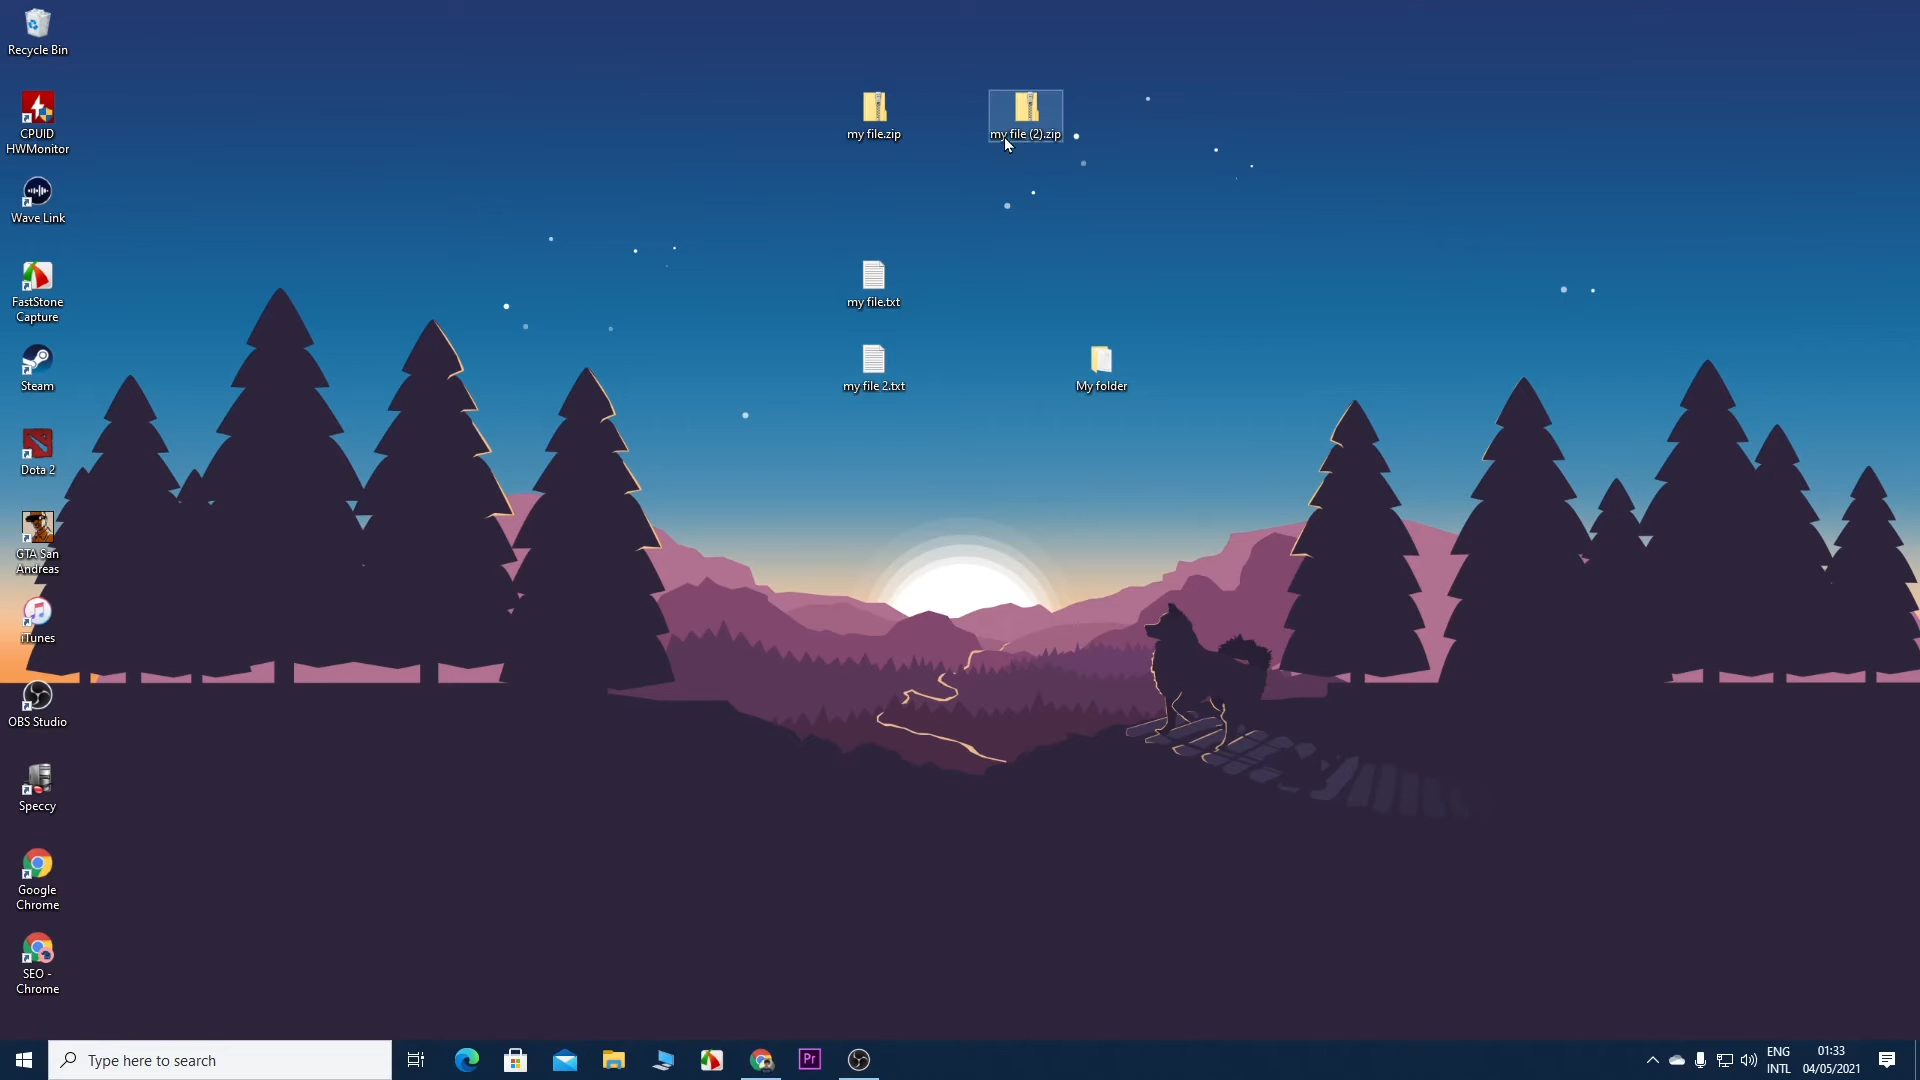 Recycle Bin
CPUID
HWMonitor
Wave Link
FastStone
Capture
Steam
Dota 2
GTA San
Andreas
iTunes
OBS Studio
Speccy
Google
Chrome
SEO -
Chrome
my file.zip
my file (2).zip
my file.txt
my file 2.txt
My folder
Type here to search
Pr
ENG
INTL
01:33
04/05/2021